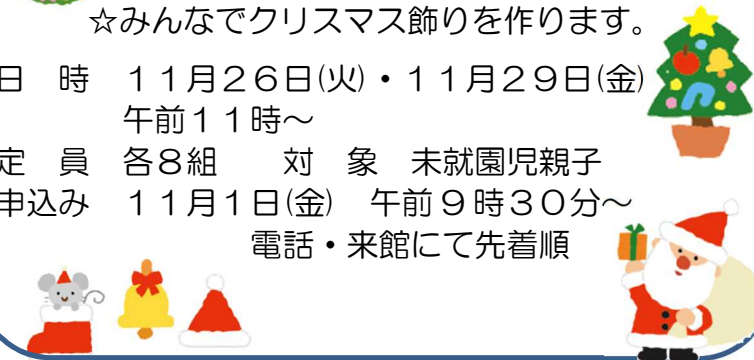 ☆みんなでクリスマス飾りを作ります。
日　時　１１月２６日(火)・１１月２９日(金)
午前１１時～
定　員　各８組　　対　象　未就園児親子
申込み　１１月１日(金)　午前９時３０分～
電話・来館にて先着順